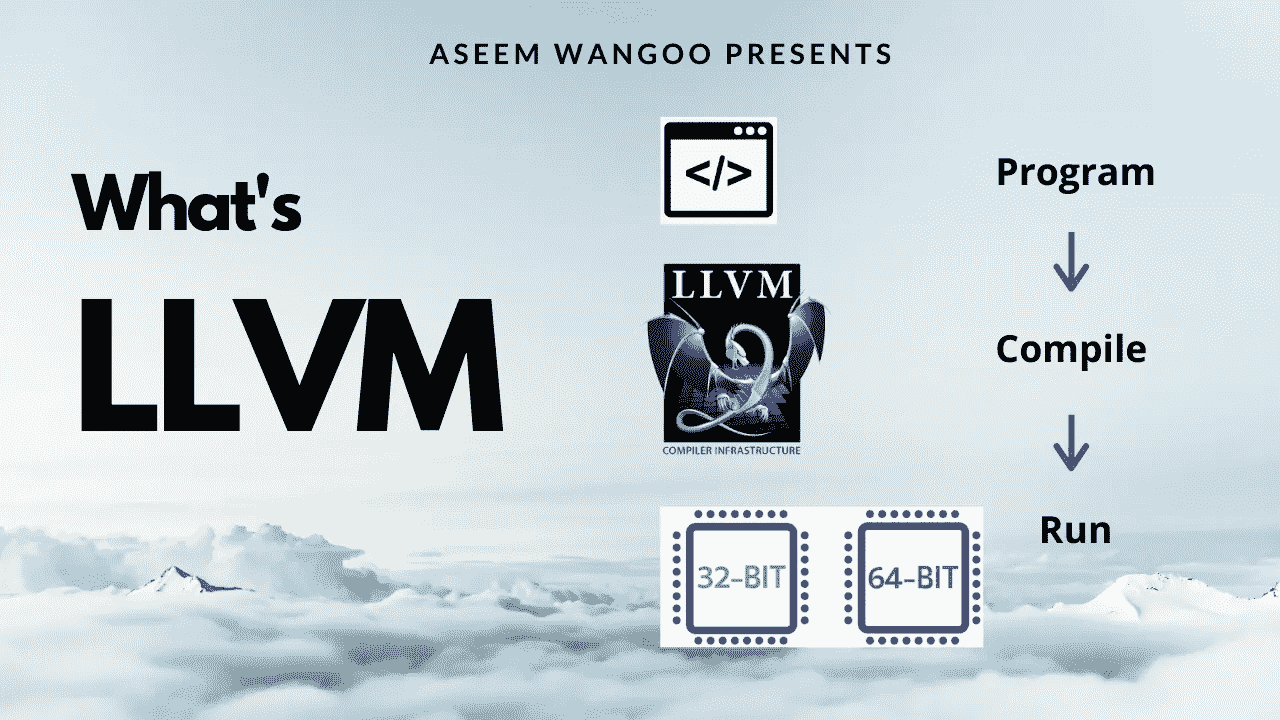 ASEEM WANGOO PRESENTS
What's
LLVM
</>
LLVM
COMPILER INFRASTRUCTURE
32-BIT
64-BIT
Program
Compile
Run